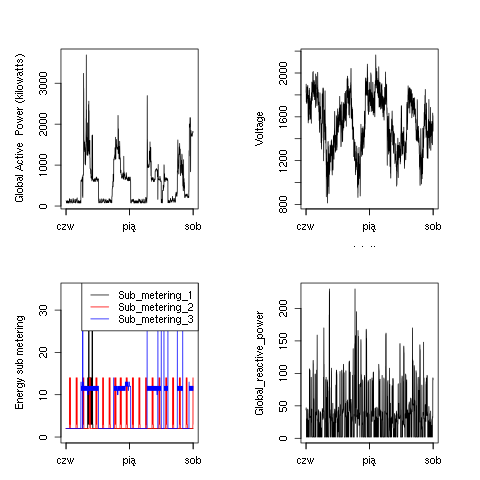 Global Active  Power (kilowatts)
0 1000 2000 3000
czw pią sob
Voltage
800 1200 1600 2000
czw pią sob
Energy sub metering
0 10 20 30
Sub_metering_1
Sub_metering_2
Sub_metering_3
czw pią sob
Global_reactive_power
0 50 100 150 200
czw pią sob